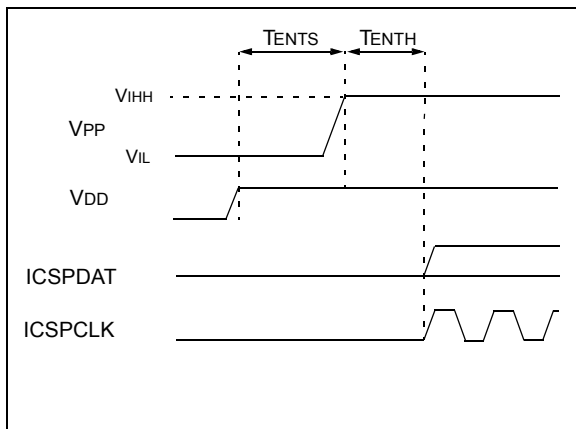 TENTS TENTH
VIHH
VPP
VIL
VDD
ICSPDAT
ICSPCLK